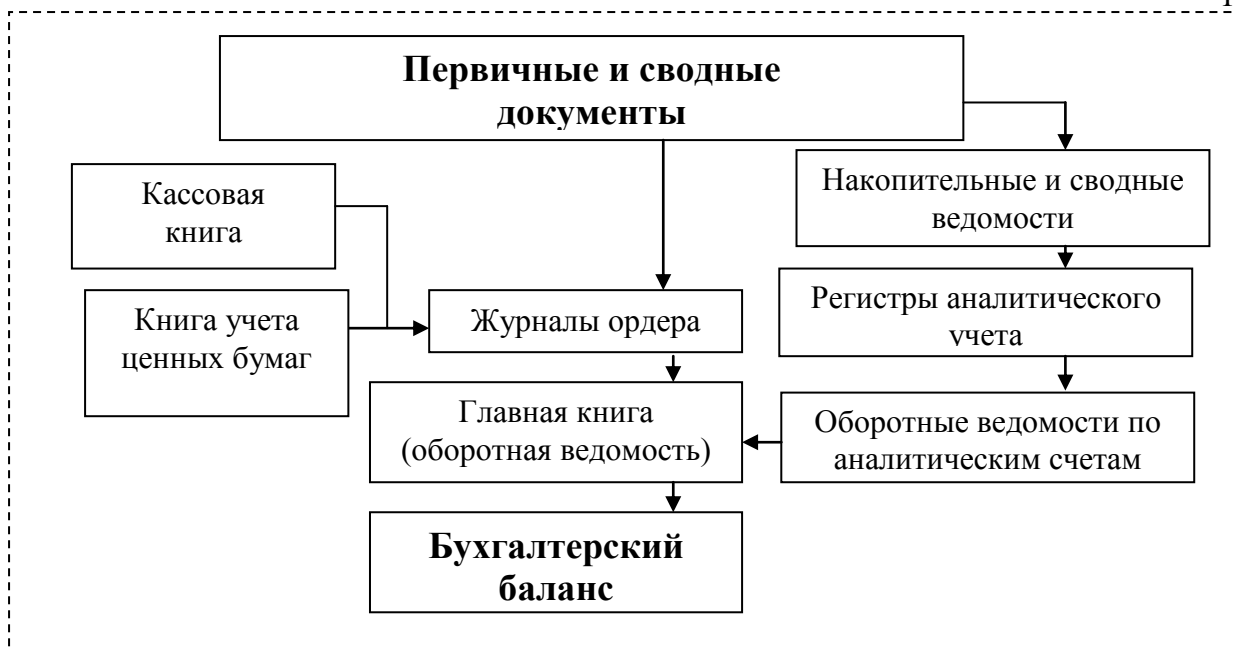 Первичные и сводные
документы
Кассовая
книга
Накопительные и сводные
ведомости
Книга учета
ценных бумаг
Журналы ордера
Регистры аналитического
учета
Главная книга
(оборотная ведомость)
Оборотные ведомости по
аналитическим счетам
Бухгалтерский
баланс